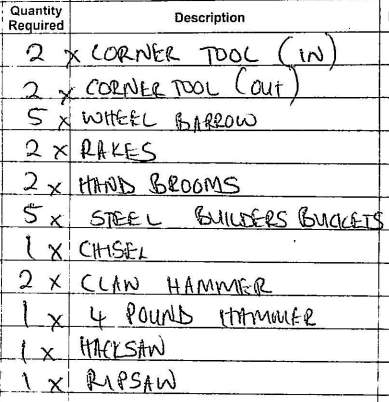 Quantity Required Description
2 x CORNER TOOL (IN)
2 x CORNER TOOL (OUt)
5 x WHEEL BARROW
2 x RAKES
2 x HAND BROOMS
5 x STEEL BUILDERS BUCKETS
1 x CHISEL
2 x CLAW HAMMER
1 x 4 POUND HAMMER
1 x HACKSAW
1 x RIPSAW